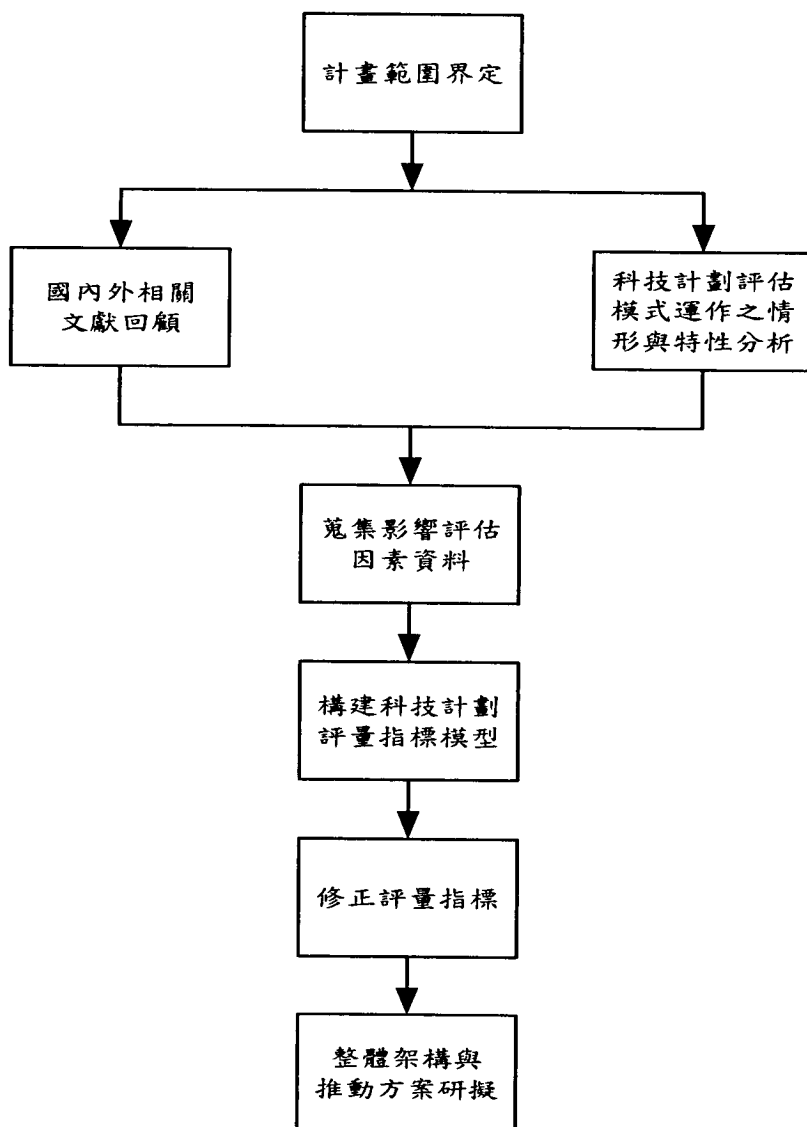 計畫範圍界定
國內外相關
文獻回顧
科技計劃評估
模式運作之情
形與特性分析
蒐集影響評估
因素資料
構建科技計劃
評量指標模型
修正評量指標
整體架構與
推動方案研擬